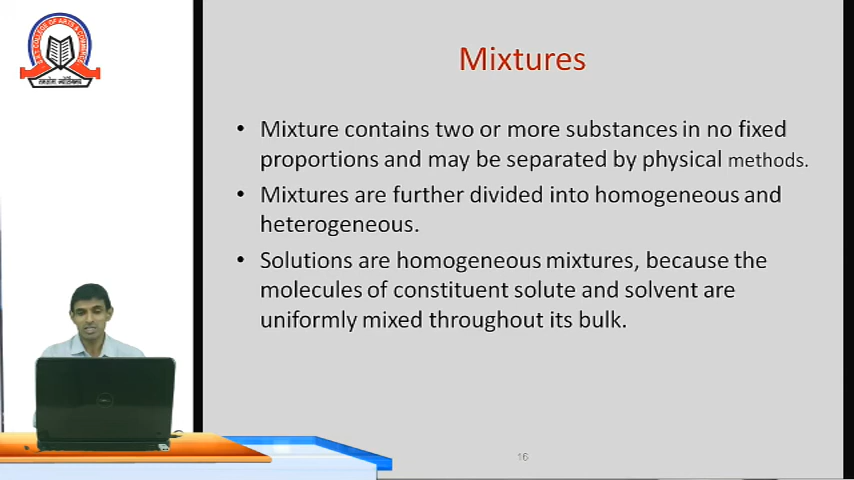 Mixtures
• Mixture contains two or more substances in no fixed
proportions and may be separated by physical methods.
• Mixtures are further divided into homogeneous and
heterogeneous.
• Solutions are homogeneous mixtures, because the
molecules of constituent solute and solvent are
uniformly mixed throughout its bulk.
16